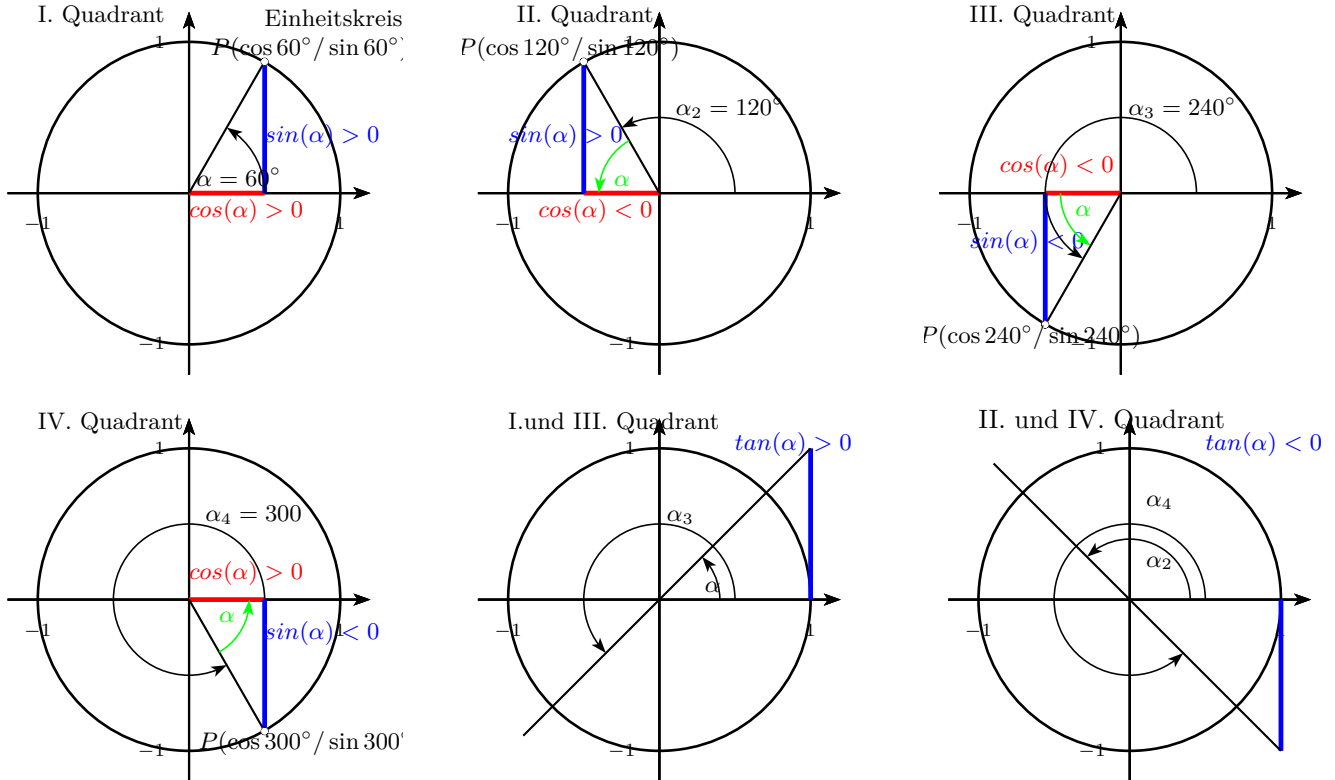 I. Quadrant
Einheitskreis
1
P(cos 60°/ sin 60°)
sin(α) > 0
α = 60°
cos(α) > 0
−1
1
−1
II. Quadrant
P(cos 120°/ sin 120°)
α₂ = 120°
sin(α) > 0
α
cos(α) < 0
−1
1
−1
III. Quadrant
1
α₃ = 240°
cos(α) < 0
α
sin(α) < 0
−1
1
P(cos 240°/ sin 240°)
−1
IV. Quadrant
1
α₄ = 300
cos(α) > 0
α
sin(α) < 0
−1
1
P(cos 300°/ sin 300°
−1
I.und III. Quadrant
1
tan(α) > 0
α₃
α
−1
1
−1
II. und IV. Quadrant
1
tan(α) < 0
α₄
α₂
−1
1
−1